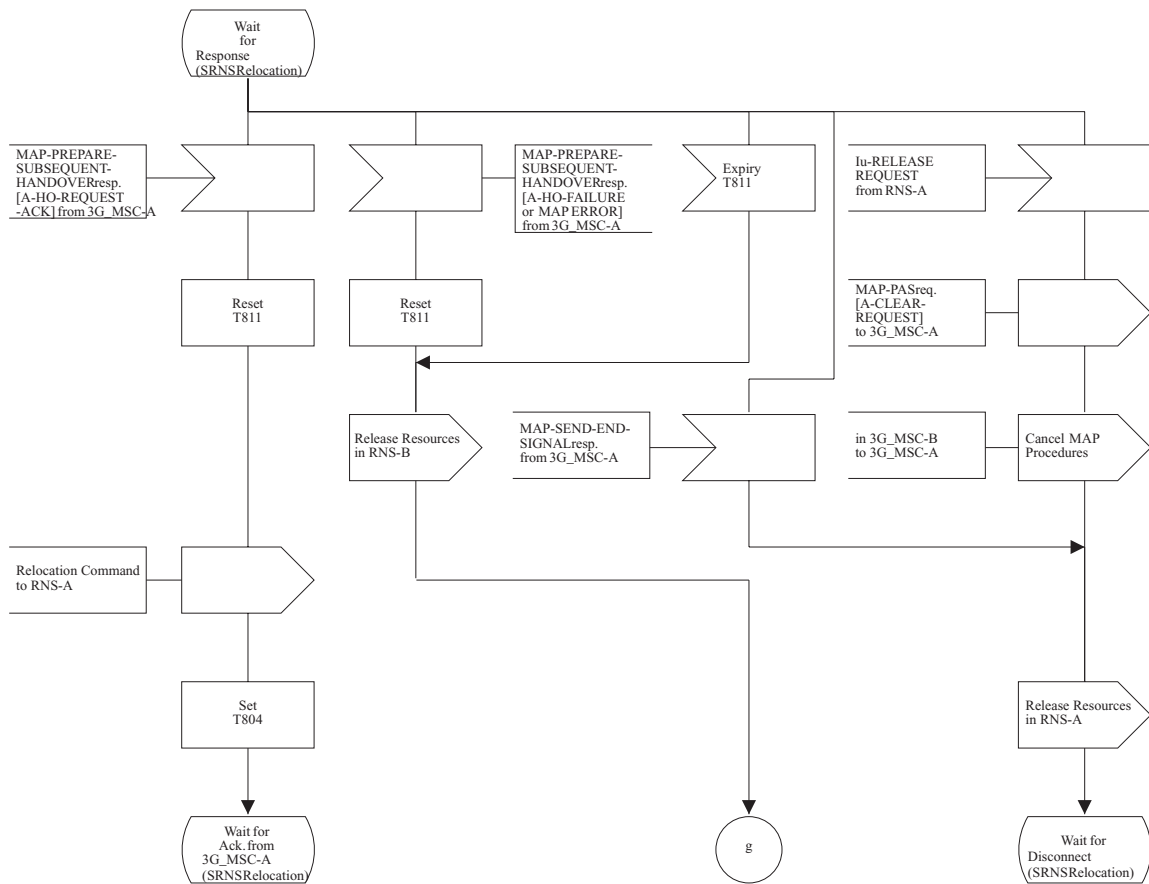 Wait
for
Response
(SRNSRelocation)
MAP-PREPARE-
SUBSEQUENT-
HANDOVERresp.
[A-HO-REQUEST
-ACK] from 3G_MSC-A
MAP-PREPARE-
SUBSEQUENT-
HANDOVERresp.
[A-HO-FAILURE
or MAP ERROR]
from 3G_MSC-A
Expiry
T811
Iu-RELEASE
REQUEST
from RNS-A
Reset
T811
Reset
T811
MAP-PASreq.
[A-CLEAR-
REQUEST]
to 3G_MSC-A
Release Resources
in RNS-B
MAP-SEND-END-
SIGNALresp.
from 3G_MSC-A
in 3G_MSC-B
to 3G_MSC-A
Cancel MAP
Procedures
Relocation Command
to RNS-A
Set
T804
Release Resources
in RNS-A
Wait for
Ack. from
3G_MSC-A
(SRNSRelocation)
g
Wait for
Disconnect
(SRNSRelocation)